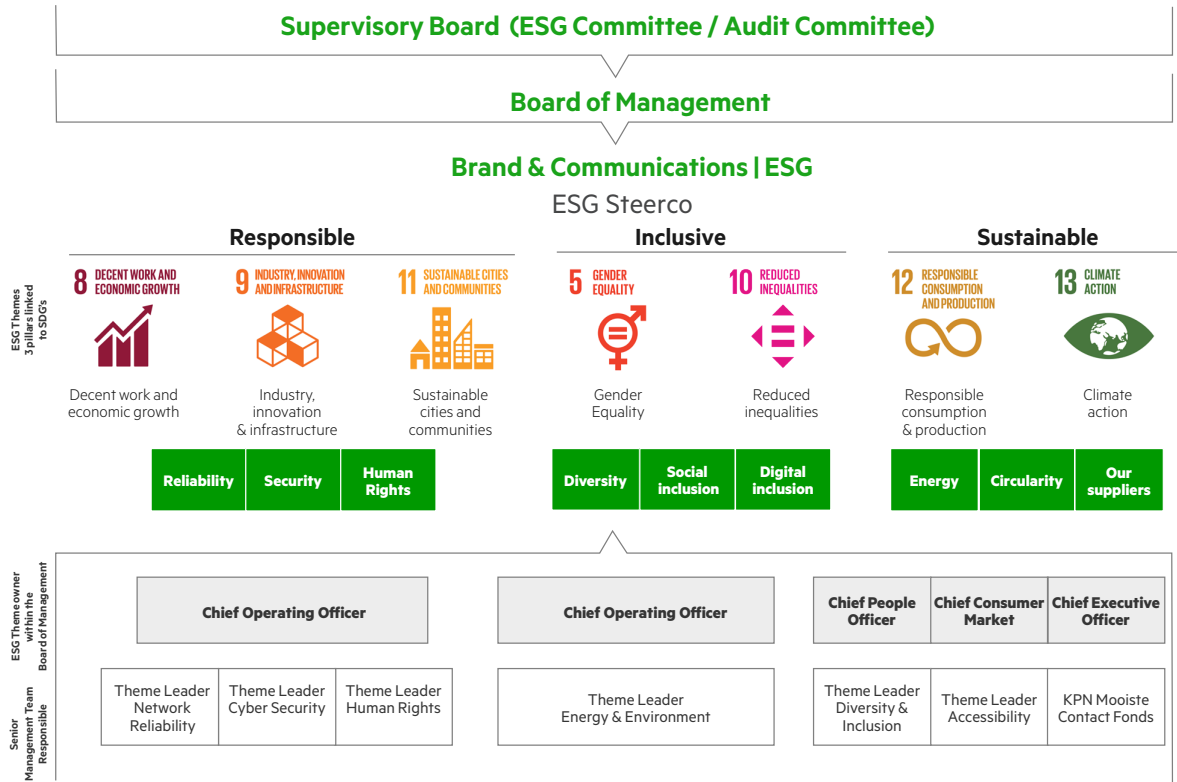 Supervisory Board (ESG Committee / Audit Committee)
Board of Management
Brand & Communications | ESG
ESG Steerco
Responsible
Inclusive
Sustainable
ESG Themes
3 pillars linked
to SDG's
8 DECENT WORK AND
ECONOMIC GROWTH
9 INDUSTRY, INNOVATION
AND INFRASTRUCTURE
11 SUSTAINABLE CITIES
AND COMMUNITIES
5 GENDER
EQUALITY
10 REDUCED
INEQUALITIES
12 RESPONSIBLE
CONSUMPTION
AND PRODUCTION
13 CLIMATE
ACTION
Decent work and
economic growth
Industry,
innovation
& infrastructure
Sustainable
cities and
communities
Gender
Equality
Reduced
inequalities
Responsible
consumption
& production
Climate
action
Reliability
Security
Human
Rights
Diversity
Social
inclusion
Digital
inclusion
Energy
Circularity
Our
suppliers
ESG Theme owner
within the
Board of Management
Chief Operating Officer
Chief Operating Officer
Chief People
Officer
Chief Consumer
Market
Chief Executive
Officer
Senior
Management Team
Responsible
Theme Leader
Network
Reliability
Theme Leader
Cyber Security
Theme Leader
Human Rights
Theme Leader
Energy & Environment
Theme Leader
Diversity &
Inclusion
Theme Leader
Accessibility
KPN Mooiste
Contact Fonds